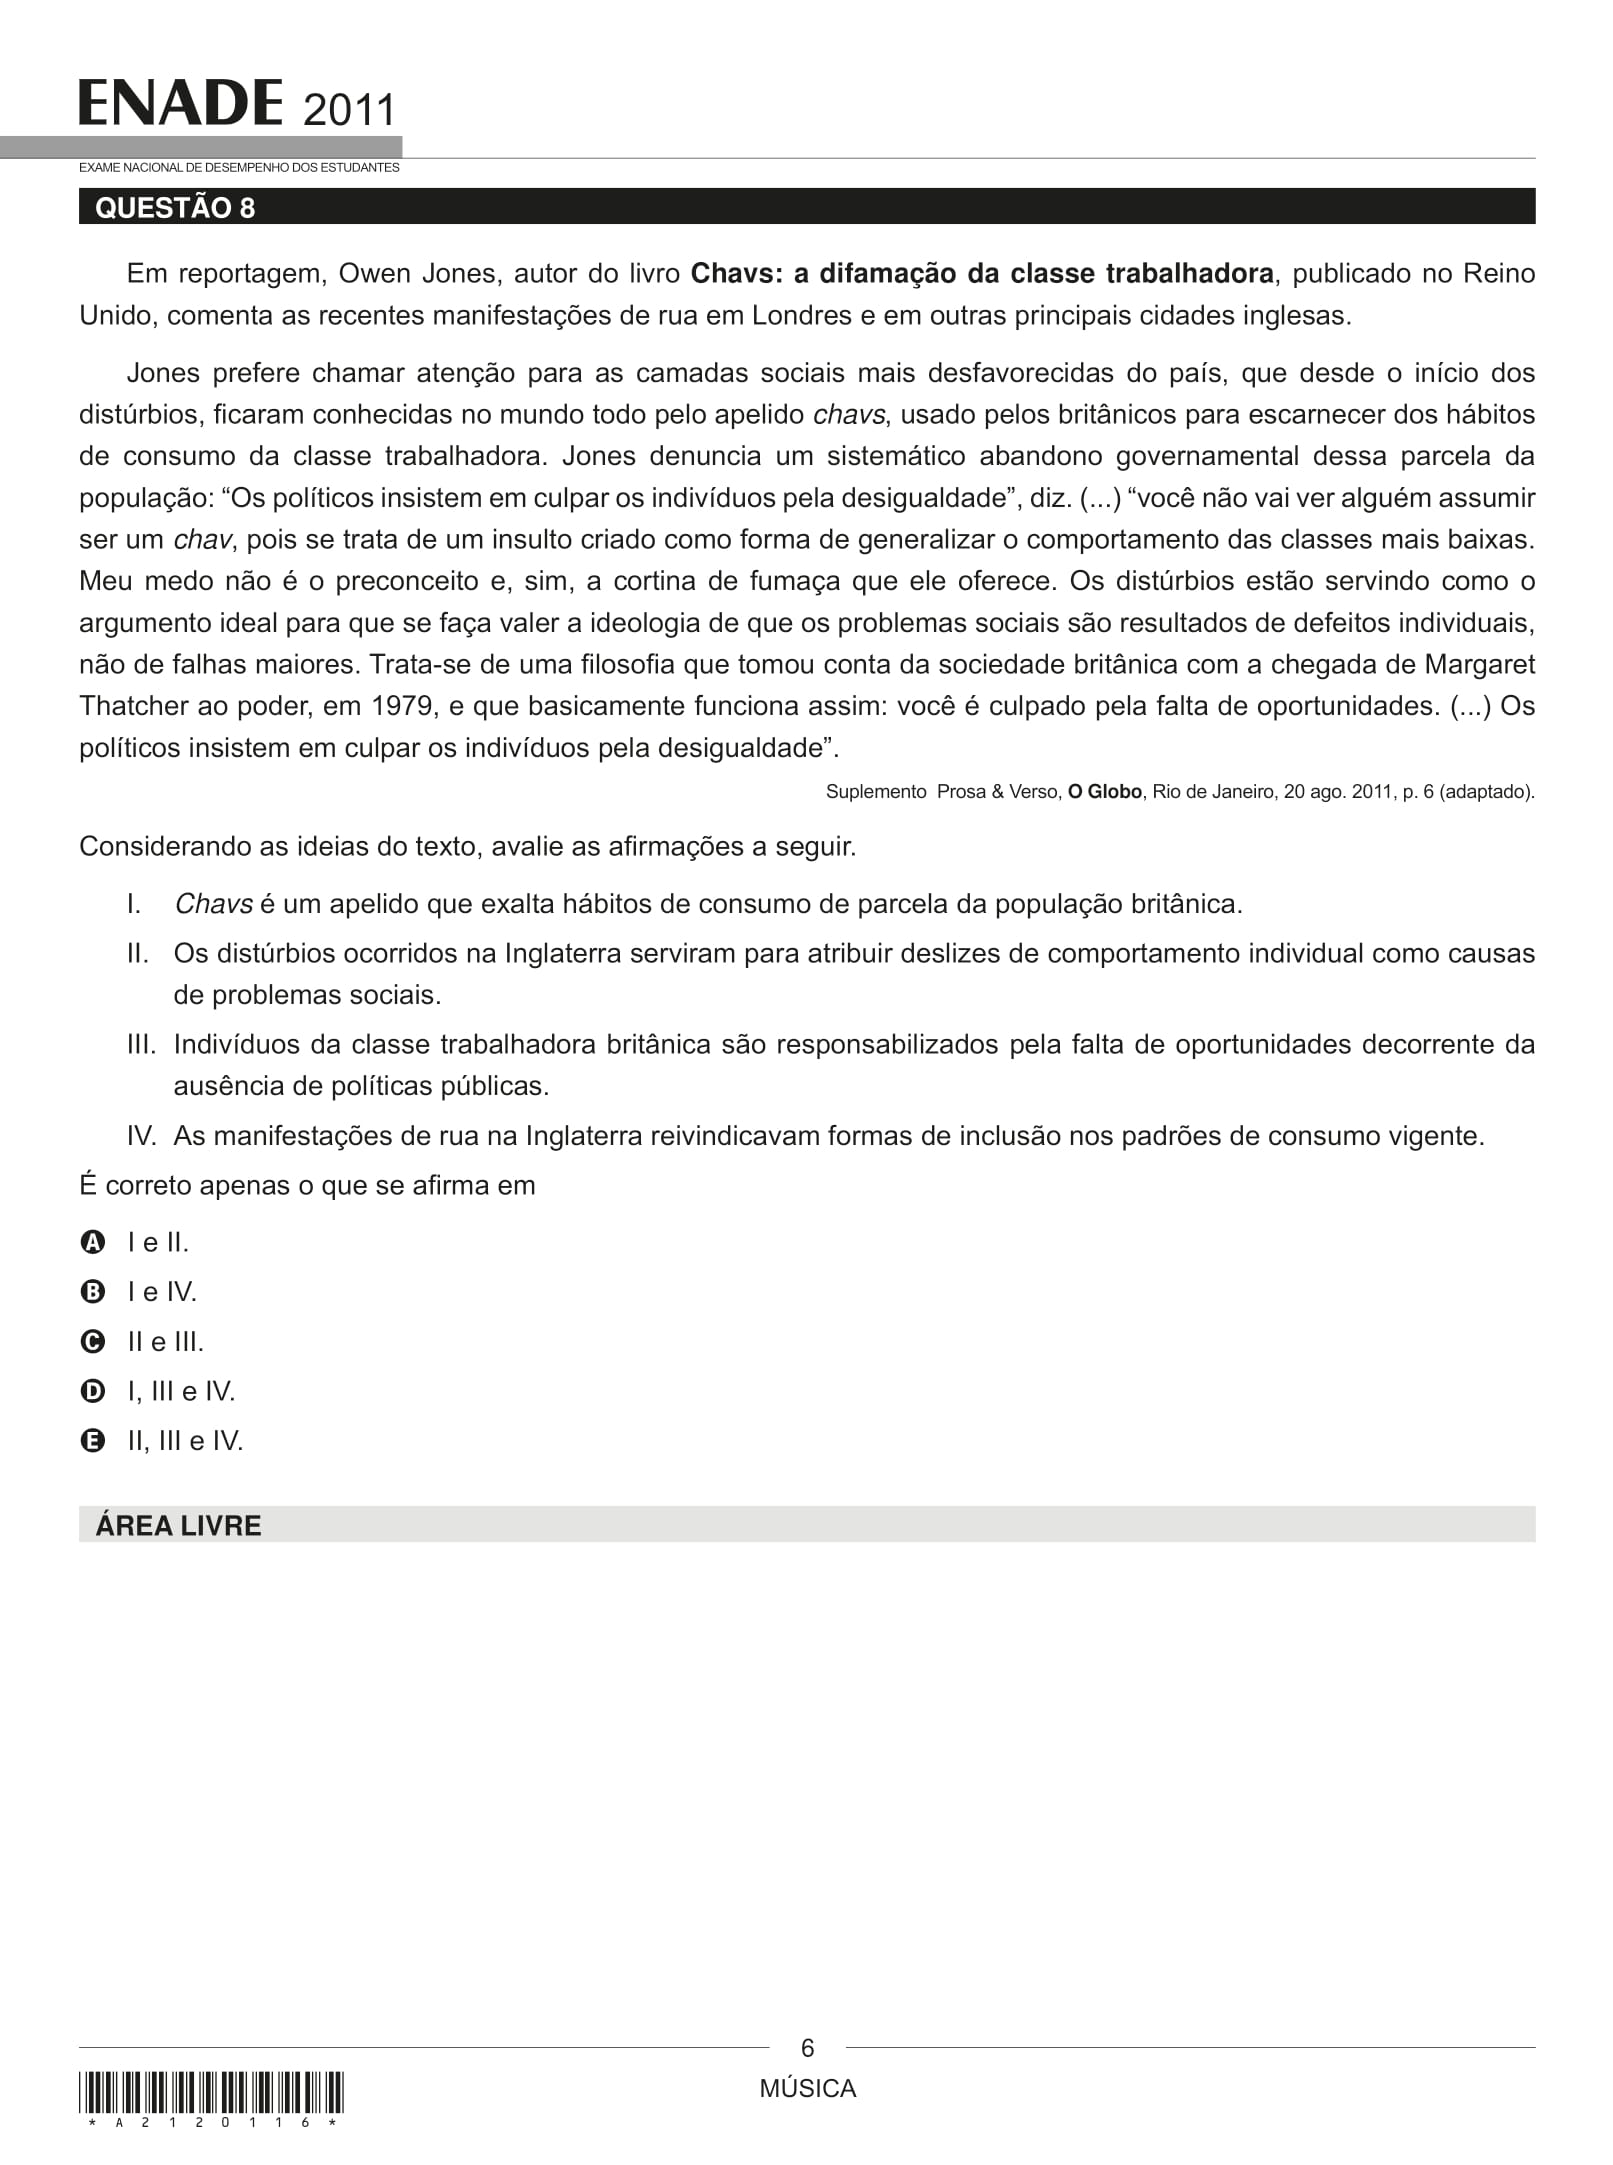 ENADE 2011
EXAME NACIONAL DE DESEMPENHO DOS ESTUDANTES
QUESTÃO 8
Em reportagem, Owen Jones, autor do livro Chavs: a difamação da classe trabalhadora, publicado no Reino
Unido, comenta as recentes manifestações de rua em Londres e em outras principais cidades inglesas.
Jones prefere chamar atenção para as camadas sociais mais desfavorecidas do país, que desde o início dos
distúrbios, ficaram conhecidas no mundo todo pelo apelido chavs, usado pelos britânicos para escarnecer dos hábitos
de consumo da classe trabalhadora. Jones denuncia um sistemático abandono governamental dessa parcela da
população: “Os políticos insistem em culpar os indivíduos pela desigualdade”, diz. (...) “você não vai ver alguém assumir
ser um chav, pois se trata de um insulto criado como forma de generalizar o comportamento das classes mais baixas.
Meu medo não é o preconceito e, sim, a cortina de fumaça que ele oferece. Os distúrbios estão servindo como o
argumento ideal para que se faça valer a ideologia de que os problemas sociais são resultados de defeitos individuais,
não de falhas maiores. Trata-se de uma filosofia que tomou conta da sociedade britânica com a chegada de Margaret
Thatcher ao poder, em 1979, e que basicamente funciona assim: você é culpado pela falta de oportunidades. (...) Os
políticos insistem em culpar os indivíduos pela desigualdade”.
Suplemento Prosa & Verso, O Globo, Rio de Janeiro, 20 ago. 2011, p. 6 (adaptado).
Considerando as ideias do texto, avalie as afirmações a seguir.
I. Chavs é um apelido que exalta hábitos de consumo de parcela da população britânica.
II. Os distúrbios ocorridos na Inglaterra serviram para atribuir deslizes de comportamento individual como causas
de problemas sociais.
III. Indivíduos da classe trabalhadora britânica são responsabilizados pela falta de oportunidades decorrente da
ausência de políticas públicas.
IV. As manifestações de rua na Inglaterra reivindicavam formas de inclusão nos padrões de consumo vigente.
É correto apenas o que se afirma em
A I e II.
B I e IV.
C II e III.
D I, III e IV.
E II, III e IV.
ÁREA LIVRE
6
MÚSICA
* A 2 1 2 0 1 1 6 *